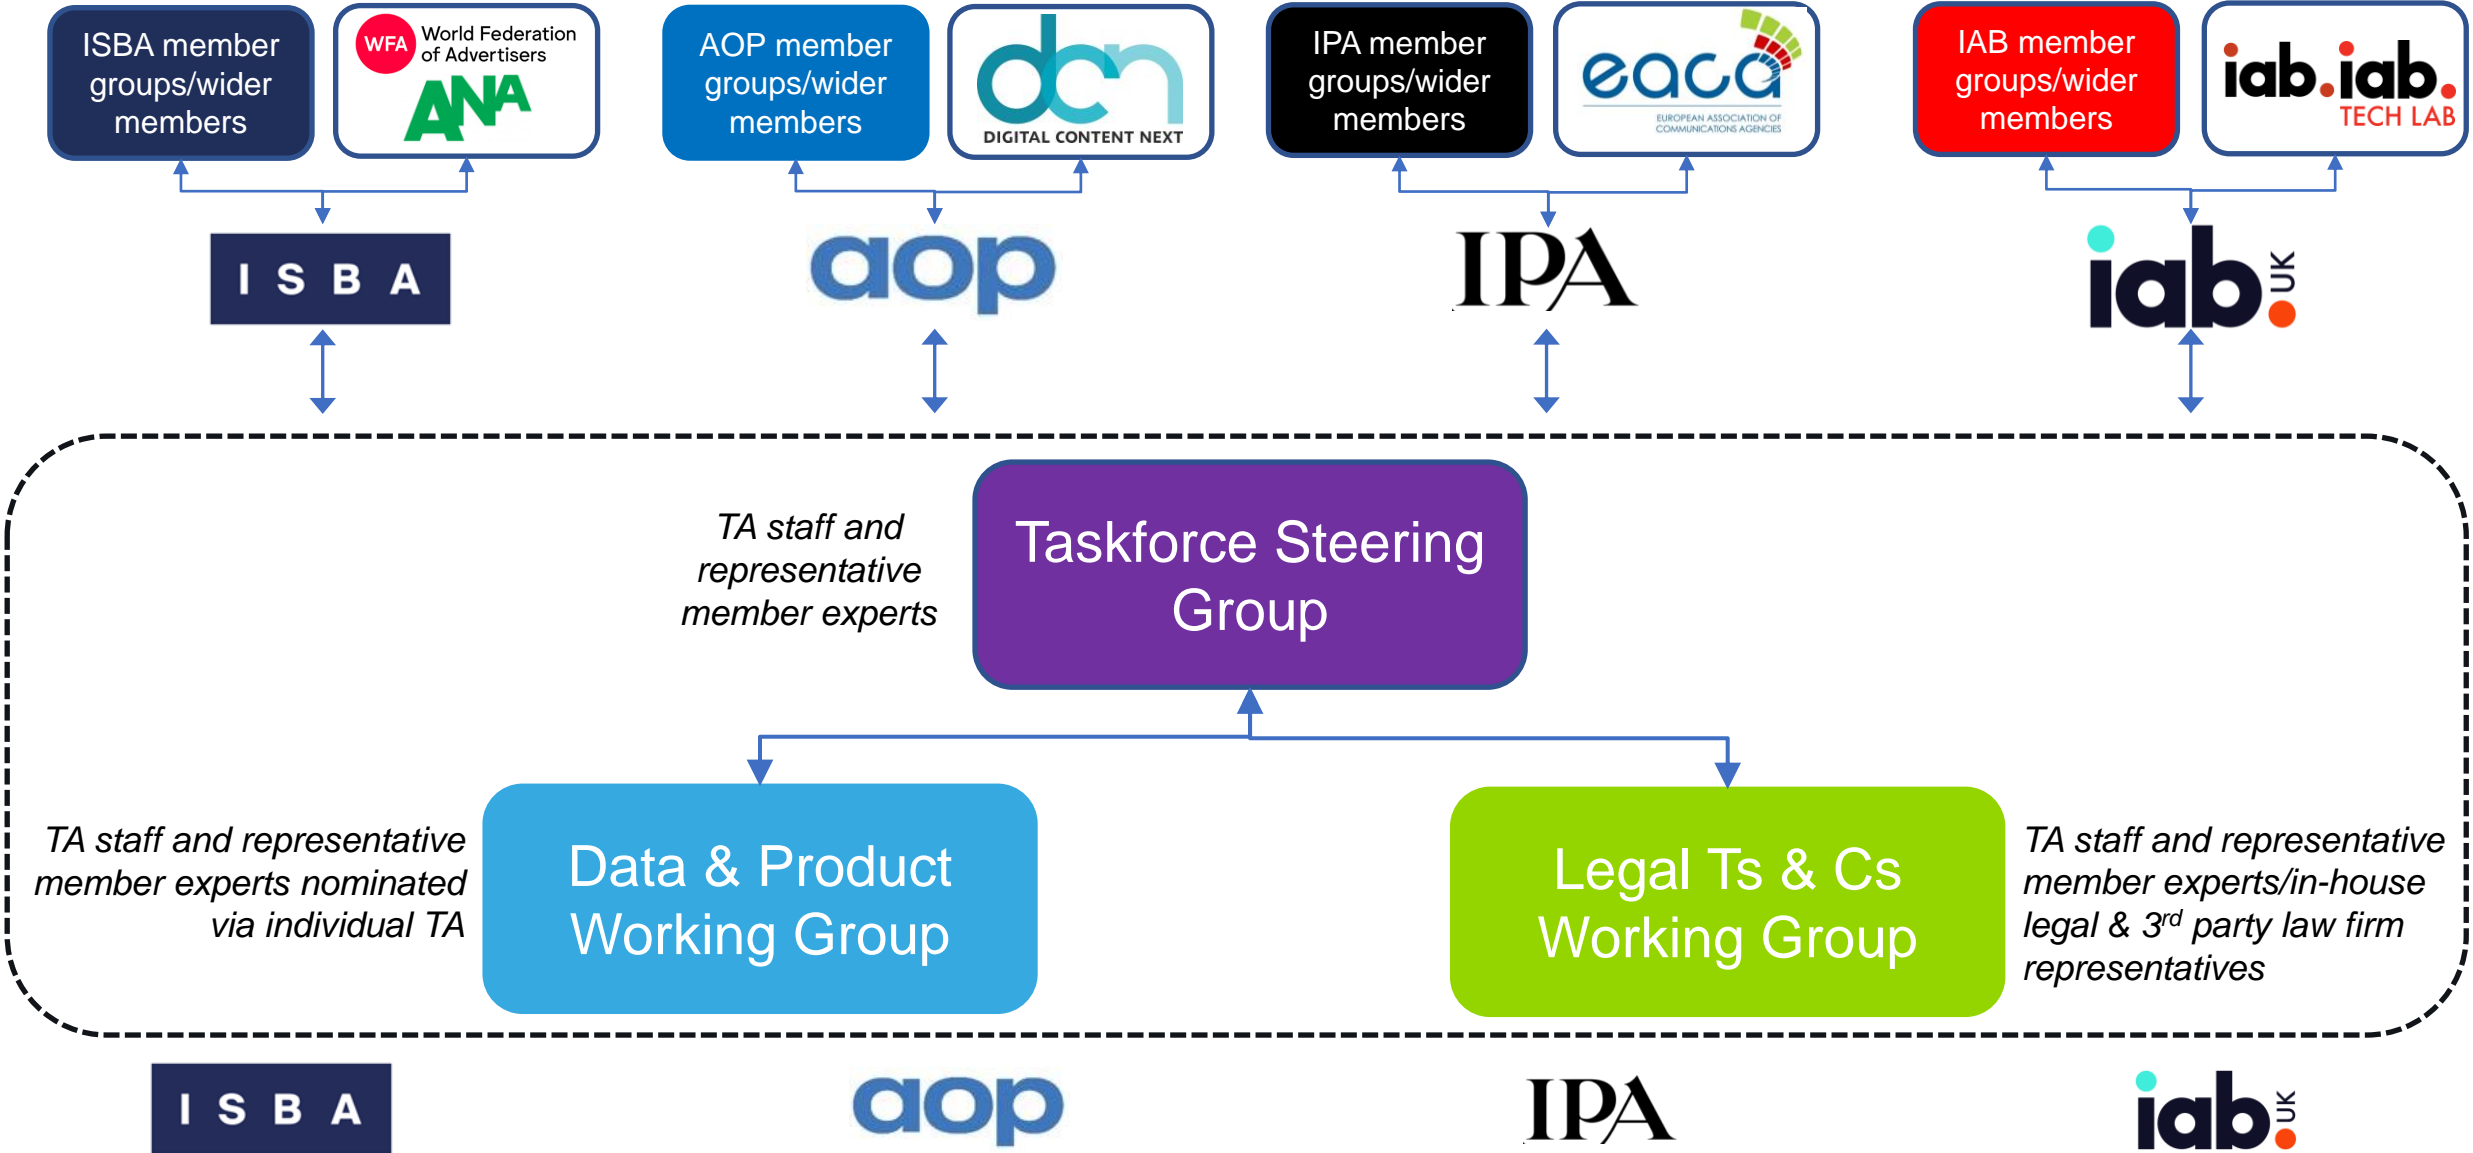 ISBA member
groups/wider
members
WFA
World Federation
of Advertisers
ANA
AOP member
groups/wider
members
dcn
DIGITAL CONTENT NEXT
IPA member
groups/wider
members
eaca
EUROPEAN ASSOCIATION OF
COMMUNICATIONS AGENCIES
IAB member
groups/wider
members
iab.iab.
TECH LAB
ISBA
aop
IPA
iab. UK
TA staff and
representative
member experts
Taskforce Steering
Group
TA staff and representative
member experts nominated
via individual TA
Data & Product
Working Group
Legal Ts & Cs
Working Group
TA staff and representative
member experts/in-house
legal & 3rd party law firm
representatives
ISBA
aop
IPA
iab. UK